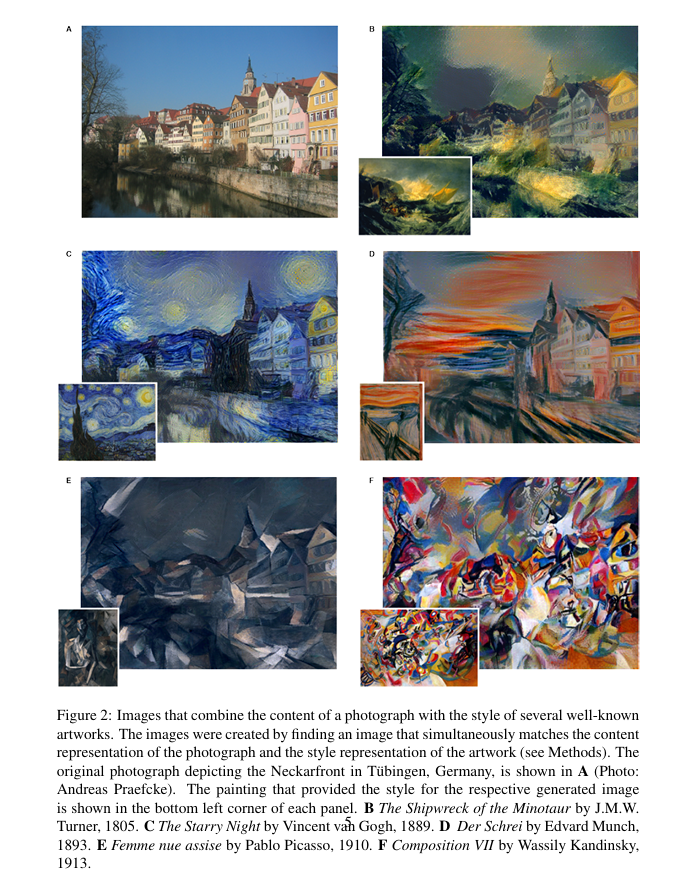 A
B
C
D
E
F
Figure 2: Images that combine the content of a photograph with the style of several well-known
artworks. The images were created by finding an image that simultaneously matches the content
representation of the photograph and the style representation of the artwork (see Methods). The
original photograph depicting the Neckarfront in Tübingen, Germany, is shown in A (Photo:
Andreas Praefcke). The painting that provided the style for the respective generated image
is shown in the bottom left corner of each panel. B The Shipwreck of the Minotaur by J.M.W.
Turner, 1805. C The Starry Night by Vincent van Gogh, 1889. D Der Schrei by Edvard Munch,
5
1893. E Femme nue assise by Pablo Picasso, 1910. F Composition VII by Wassily Kandinsky,
1913.